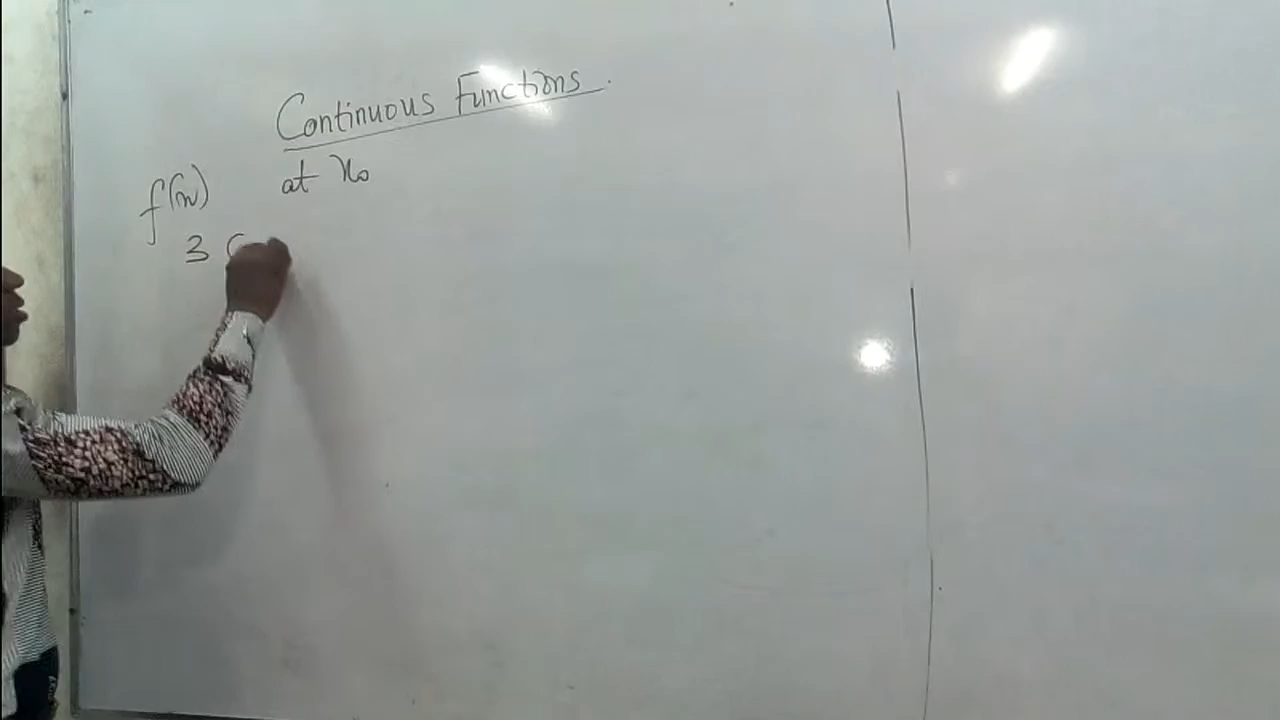 Continuous Functions.
f(x) at x₀
3 C